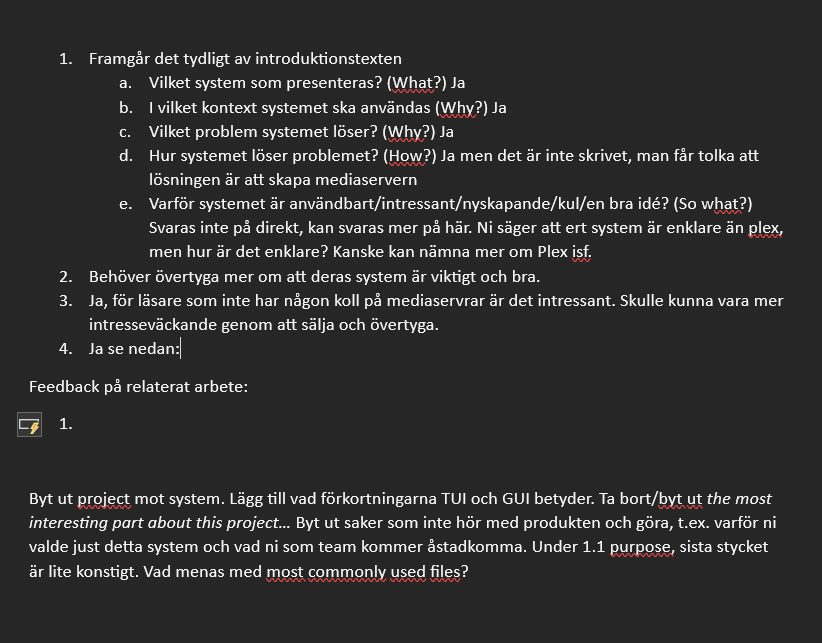 1. Framgår det tydligt av introduktionstexten
a. Vilket system som presenteras? (What?) Ja
b. I vilket kontext systemet ska användas (Why?) Ja
c. Vilket problem systemet löser? (Why?) Ja
d. Hur systemet löser problemet? (How?) Ja men det är inte skrivet, man får tolka att
lösningen är att skapa mediaservern
e. Varför systemet är användbart/intressant/nyskapande/kul/en bra idé? (So what?)
Svaras inte på direkt, kan svaras mer på här. Ni säger att ert system är enklare än plex,
men hur är det enklare? Kanske kan nämna mer om Plex isf.
2. Behöver övertyga mer om att deras system är viktigt och bra.
3. Ja, för läsare som inte har någon koll på mediaservrar är det intressant. Skulle kunna vara mer
intresseväckande genom att sälja och övertyga.
4. Ja se nedan:
Feedback på relaterat arbete:
1.
Byt ut project mot system. Lägg till vad förkortningarna TUI och GUI betyder. Ta bort/byt ut the most
interesting part about this project... Byt ut saker som inte hör med produkten och göra, t.ex. varför ni
valde just detta system och vad ni som team kommer åstadkomma. Under 1.1 purpose, sista stycket
är lite konstigt. Vad menas med most commonly used files?